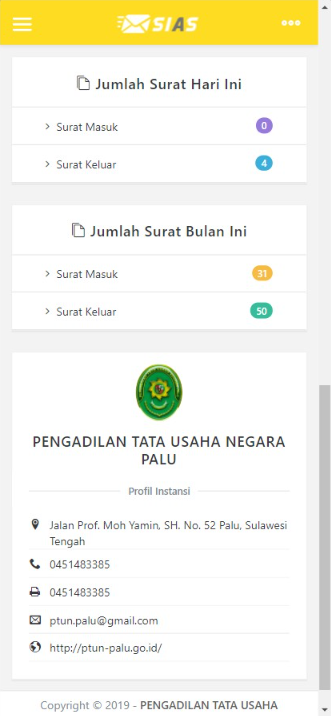 SIAS
Jumlah Surat Hari Ini
Surat Masuk 0
Surat Keluar 4
Jumlah Surat Bulan Ini
Surat Masuk 31
Surat Keluar 50
PENGADILAN TATA USAHA NEGARA
PALU
Profil Instansi
Jalan Prof. Moh Yamin, SH. No. 52 Palu, Sulawesi
Tengah
0451483385
0451483385
ptun.palu@gmail.com
http://ptun-palu.go.id/
Copyright © 2019 - PENGADILAN TATA USAHA